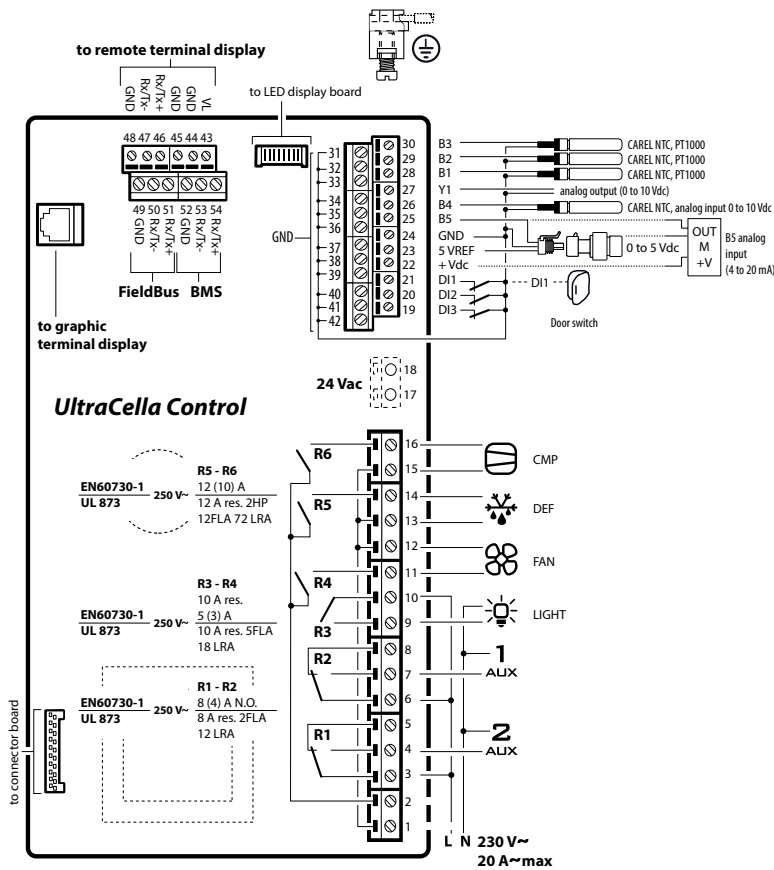 to remote terminal display
GND
Rx/Tx-
Rx/Tx+
GND
GND
VL
to LED display board
48 47 46 45 44 43
49 50 51 52 53 54
GND
Rx/Tx-
Rx/Tx+
GND
Rx/Tx-
Rx/Tx+
FieldBus BMS
to graphic
terminal display
31
32
33
34
35
36
GND
37
38
39
40
41
42
30
29
28
27
26
25
24
23
22
21
20
19
B3
B2
B1
Y1
B4
B5
GND
5 VREF
+ Vdc
DI1
DI2
DI3
CAREL NTC, PT1000
CAREL NTC, PT1000
CAREL NTC, PT1000
analog output (0 to 10 Vdc)
CAREL NTC, analog input 0 to 10 Vdc
0 to 5 Vdc
OUT
M
+V
B5 analog
input
(4 to 20 mA)
DI1
Door switch
24 Vac
18
17
UltraCella Control
R6
R5
R4
R3
R2
R1
16
15
14
13
12
11
10
9
8
7
6
5
4
3
2
1
CMP
DEF
FAN
LIGHT
1
AUX
2
AUX
EN60730-1
UL 873
250 V~
R5 - R6
12 (10) A
12 A res. 2HP
12FLA 72 LRA
EN60730-1
UL 873
250 V~
R3 - R4
10 A res.
5 (3) A
10 A res. 5FLA
18 LRA
EN60730-1
UL 873
250 V~
R1 - R2
8 (4) A N.O.
8 A res. 2FLA
12 LRA
to connector board
L N 230 V~
20 A~max